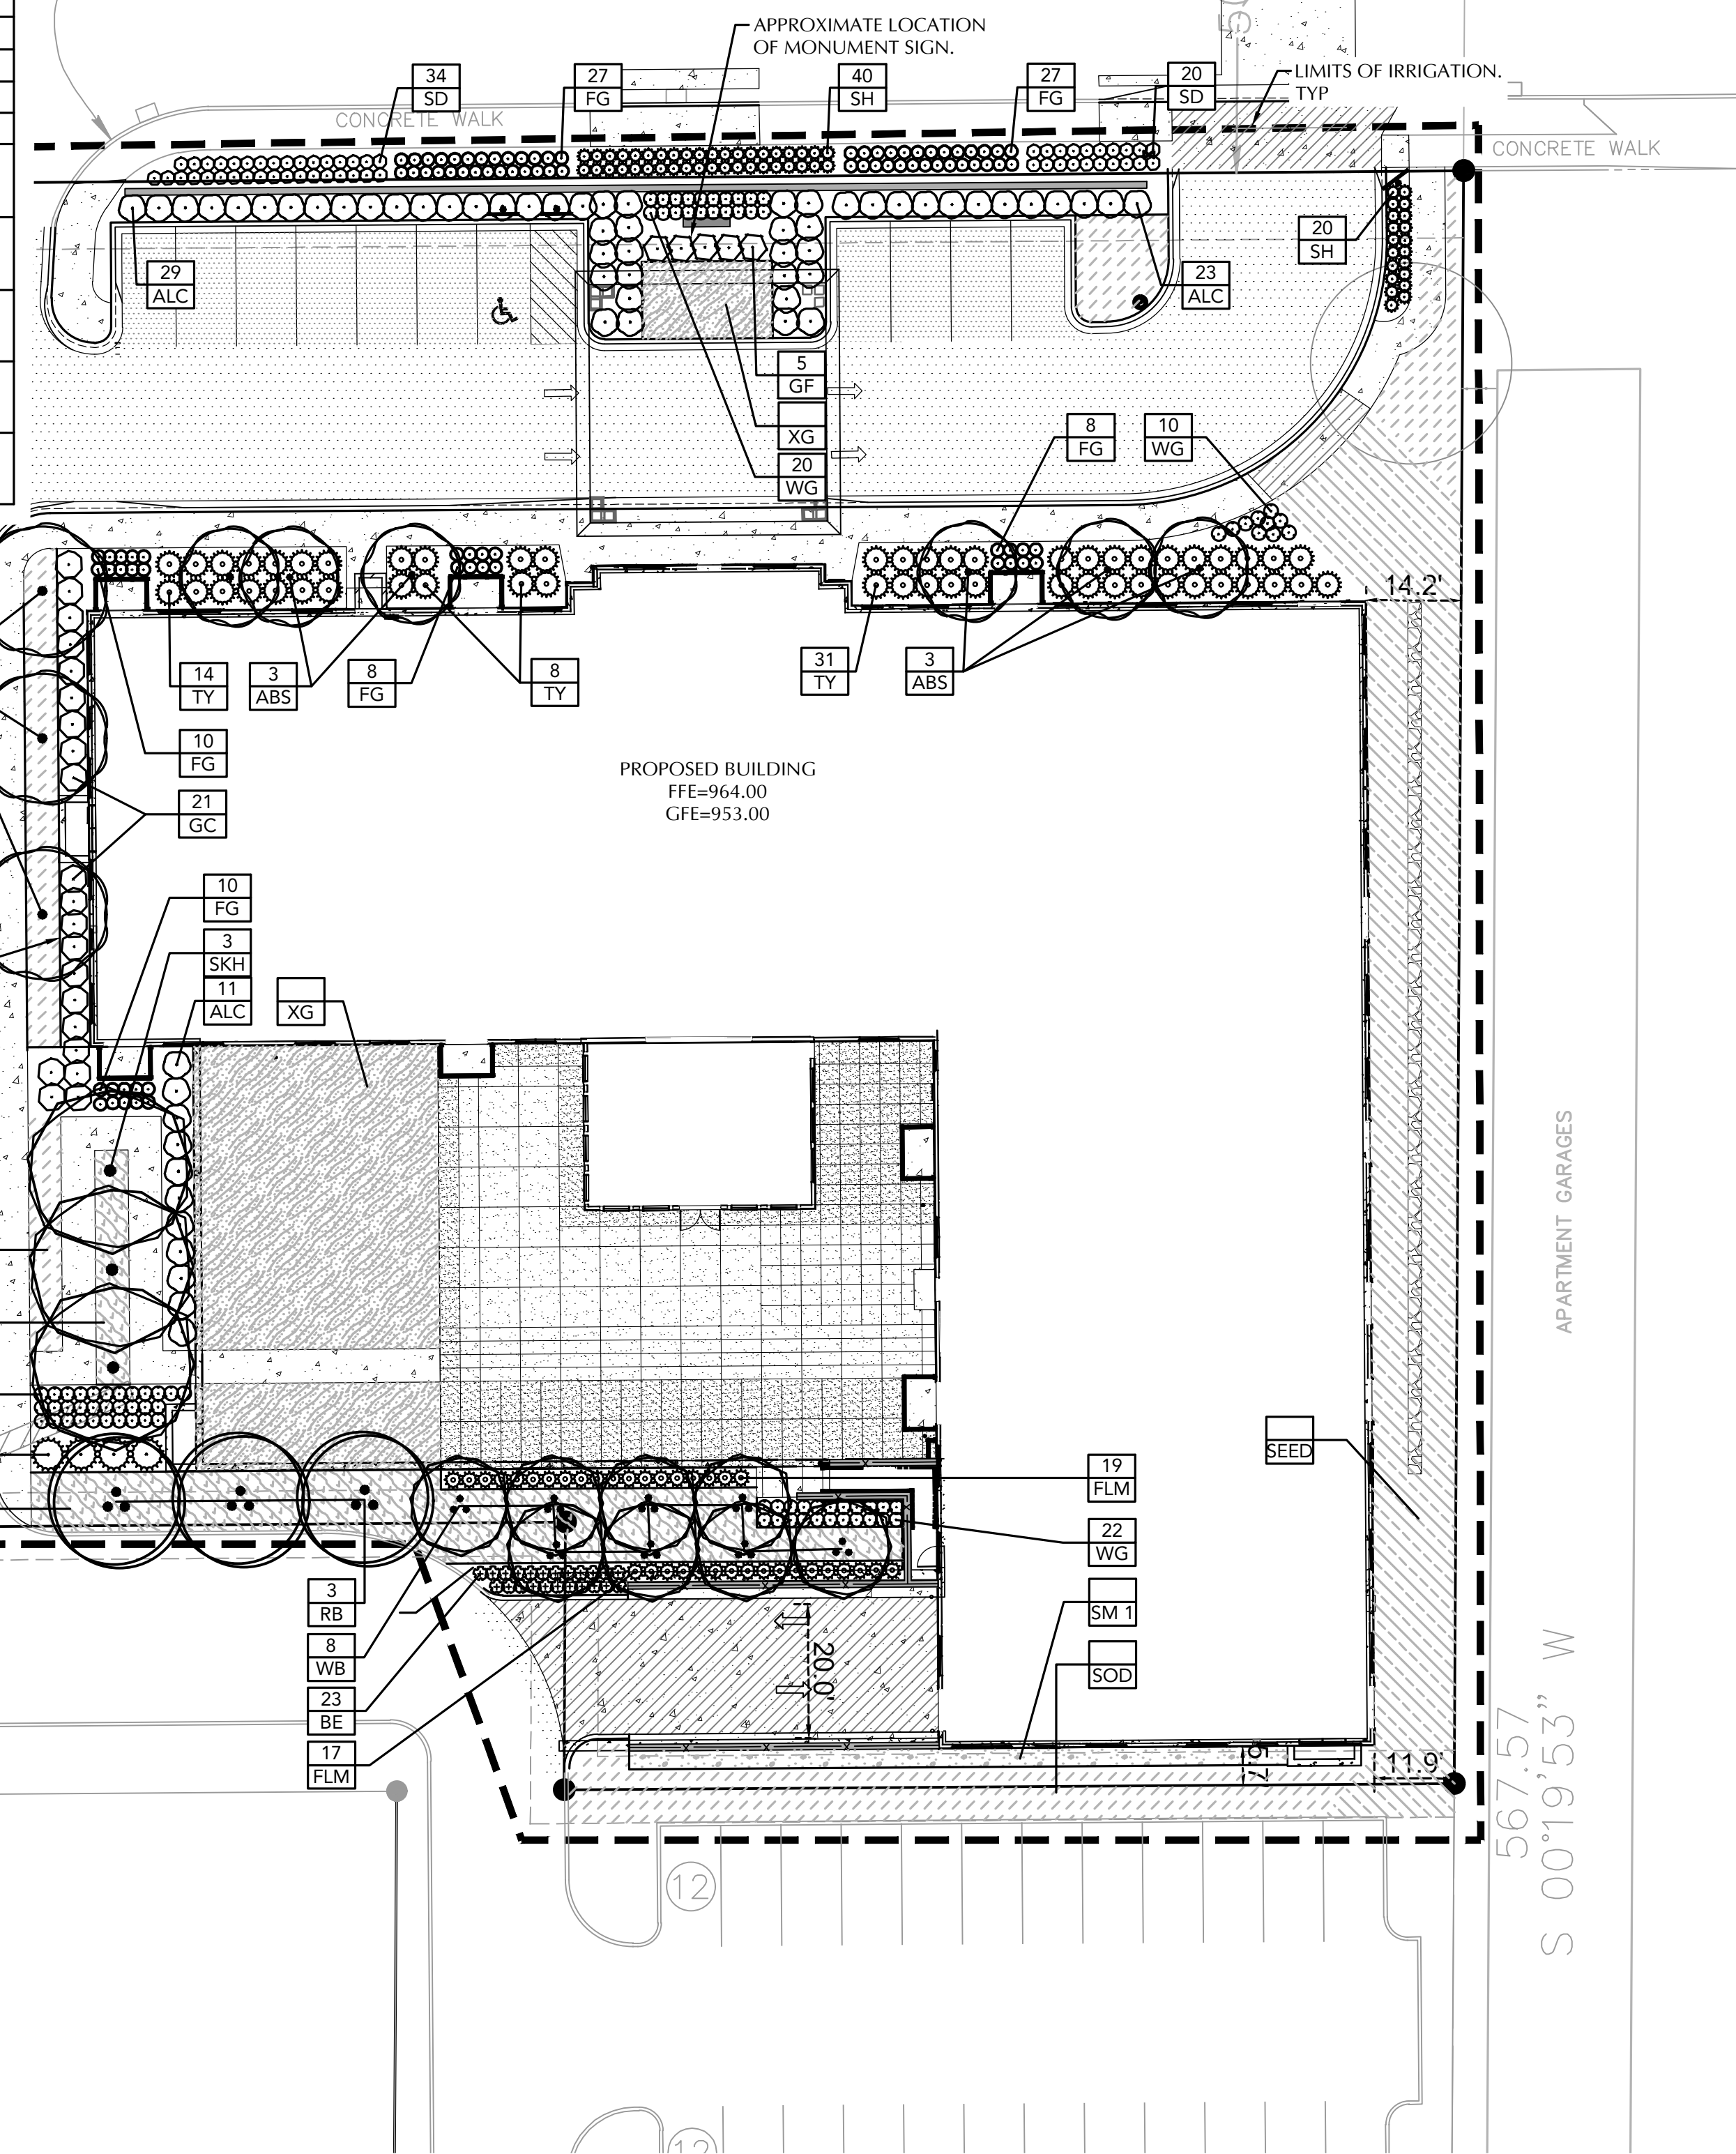 APPROXIMATE LOCATION
OF MONUMENT SIGN.
34
SD
27
FG
40
SH
27
FG
20
SD
LIMITS OF IRRIGATION.
TYP
CONCRETE WALK
CONCRETE WALK
29
ALC
20
SH
23
ALC
5
GF
XG
20
WG
8
FG
10
WG
14.2'
14
TY
3
ABS
8
FG
8
TY
31
TY
3
ABS
10
FG
21
GC
PROPOSED BUILDING
FFE=964.00
GFE=953.00
10
FG
3
SKH
11
ALC
XG
APARTMENT GARAGES
SEED
19
FLM
22
WG
3
RB
8
WB
23
BE
17
FLM
SM 1
SOD
20.0'
5.7'
11.9'
567.57
S 00°19'53" W
12
12